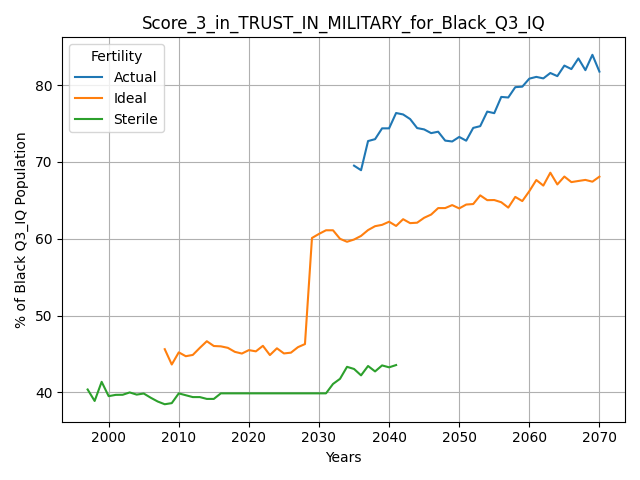 Score_3_in_TRUST_IN_MILITARY_for_Black_Q3_IQ
Fertility
Actual
Ideal
Sterile
% of Black Q3_IQ Population
80
70
60
50
40
2000 2010 2020 2030 2040 2050 2060 2070
Years